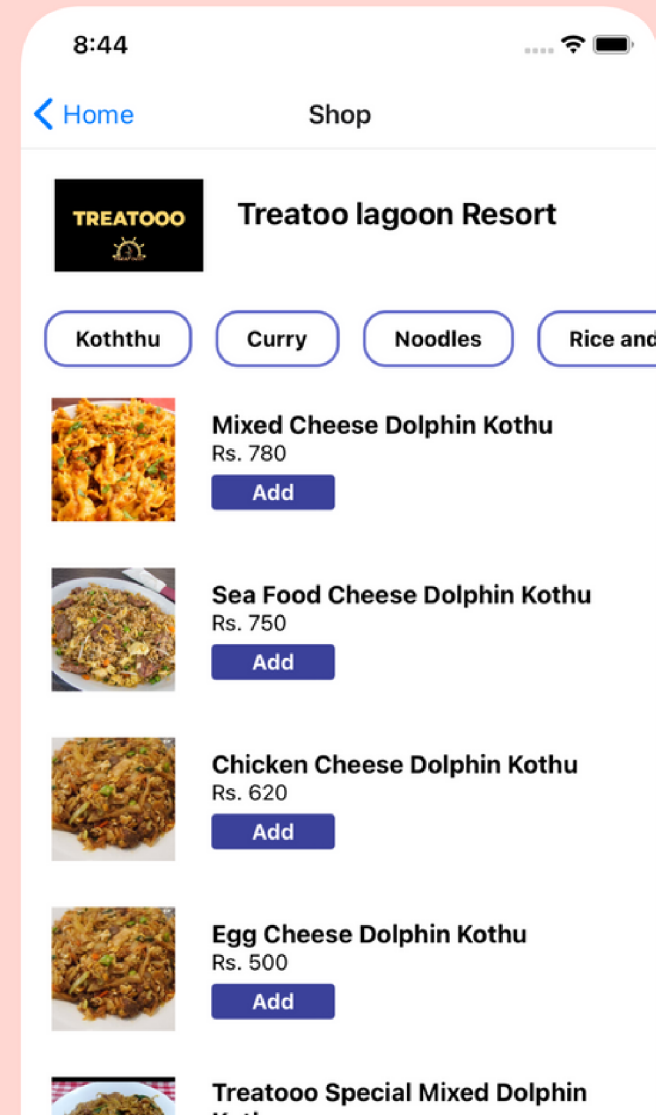 8:44
Home
Shop
TREATOOO
Treatoo lagoon Resort
Koththu
Curry
Noodles
Rice and
Mixed Cheese Dolphin Kothu
Rs. 780
Add
Sea Food Cheese Dolphin Kothu
Rs. 750
Add
Chicken Cheese Dolphin Kothu
Rs. 620
Add
Egg Cheese Dolphin Kothu
Rs. 500
Add
Treatooo Special Mixed Dolphin